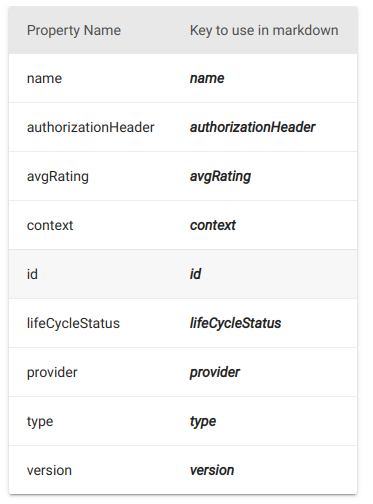 Property Name Key to use in markdown
name name
authorizationHeader authorizationHeader
avgRating avgRating
context context
id id
lifeCycleStatus lifeCycleStatus
provider provider
type type
version version